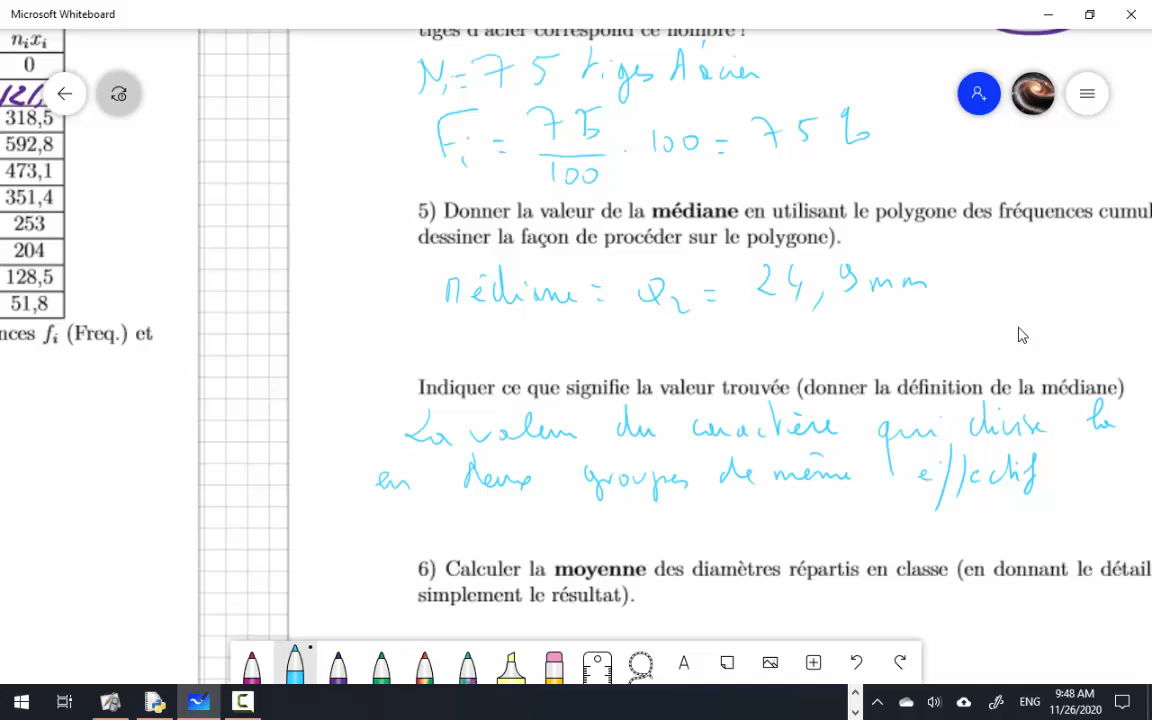 Microsoft Whiteboard
nᵢxᵢ
0
318,5
592,8
473,1
351,4
253
204
128,5
51,8
nces fᵢ (Freq.) et
tiges d'acier correspond ce nombre !
Nᵢ = 75 tiges d'acier
Fᵢ = 75/100 · 100 = 75 %
5) Donner la valeur de la médiane en utilisant le polygone des fréquences cumul
dessiner la façon de procéder sur le polygone).
Médiane = Q₂ = 24,9 mm
Indiquer ce que signifie la valeur trouvée (donner la définition de la médiane)
La valeur du caractère qui divise la
en deux groupes de même effectif
6) Calculer la moyenne des diamètres répartis en classe (en donnant le détail
simplement le résultat).
A
ENG
9:48 AM
11/26/2020